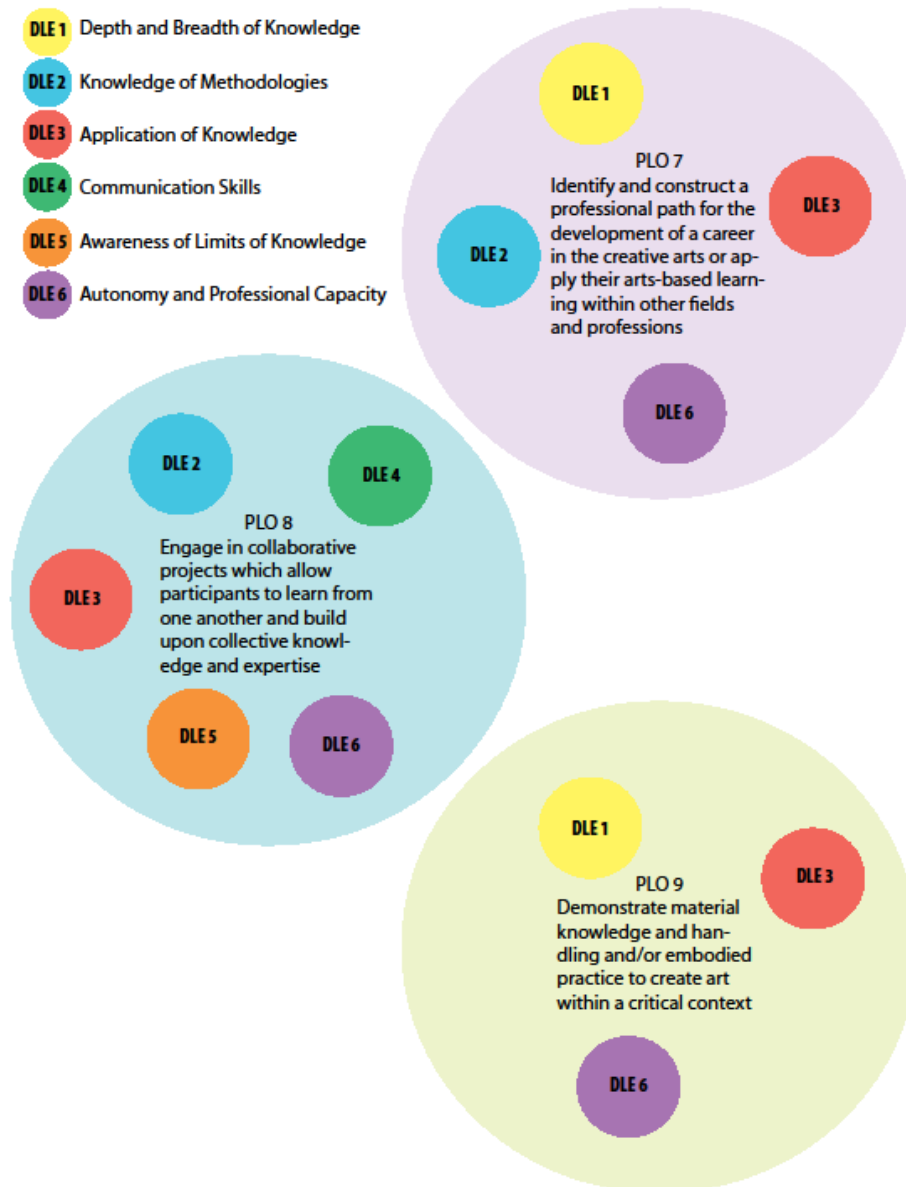 DLE 1 Depth and Breadth of Knowledge
DLE 2 Knowledge of Methodologies
DLE 3 Application of Knowledge
DLE 4 Communication Skills
DLE 5 Awareness of Limits of Knowledge
DLE 6 Autonomy and Professional Capacity
DLE 1
PLO 7
Identify and construct a
professional path for the
development of a career
in the creative arts or ap-
ply their arts-based learn-
ing within other fields
and professions
DLE 3
DLE 2
DLE 6
DLE 2
DLE 4
PLO 8
Engage in collaborative
projects which allow
participants to learn from
one another and build
upon collective knowl-
edge and expertise
DLE 3
DLE 5
DLE 6
DLE 1
DLE 3
PLO 9
Demonstrate material
knowledge and han-
dling and/or embodied
practice to create art
within a critical context
DLE 6